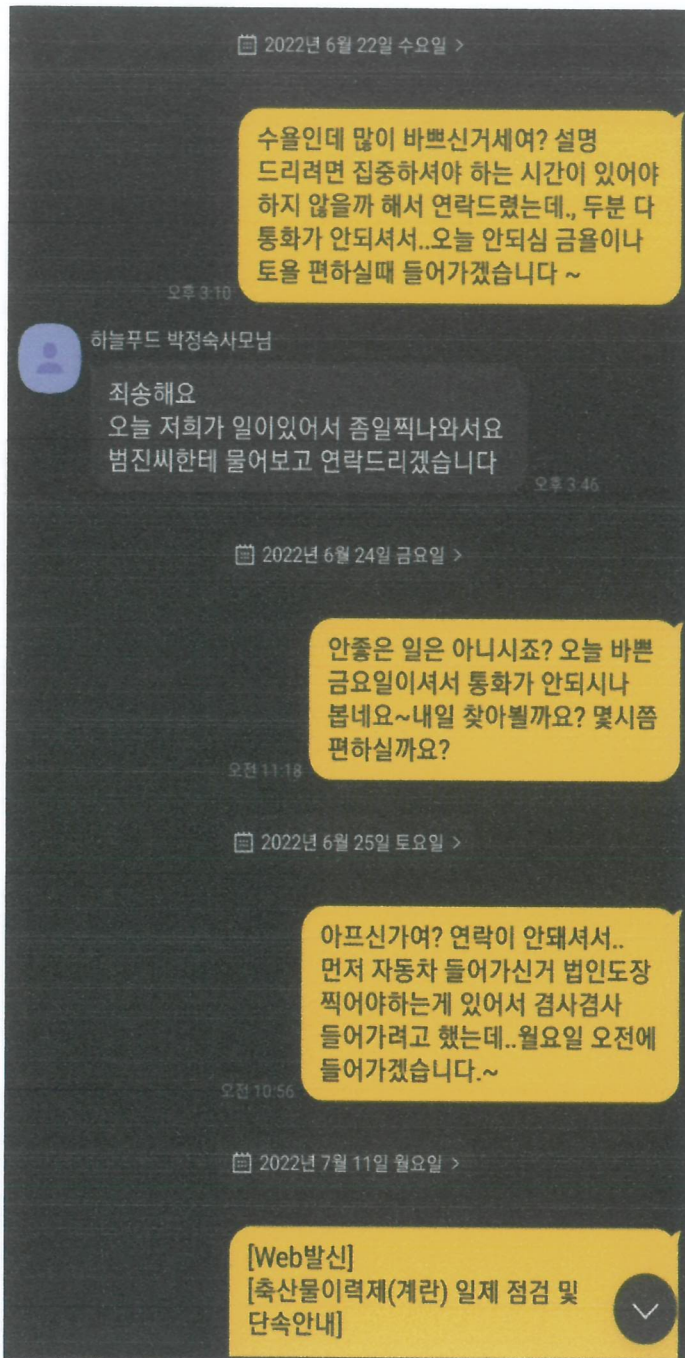 2022년 6월 22일 수요일 >
수욜인데 많이 바쁘신거세여? 설명
드리려면 집중하셔야 하는 시간이 있어야
하지 않을까 해서 연락드렸는데., 두분 다
통화가 안되셔서..오늘 안되심 금욜이나
토욜 편하실때 들어가겠습니다 ~
오후 3:10
하늘푸드 박정숙사모님
죄송해요
오늘 저희가 일이있어서 좀일찍나와서요
범진씨한테 물어보고 연락드리겠습니다
오후 3:46
2022년 6월 24일 금요일 >
안좋은 일은 아니시죠? 오늘 바쁜
금요일이셔서 통화가 안되시나
봅네요~내일 찾아뵐까요? 몇시쯤
편하실까요?
오전 11:18
2022년 6월 25일 토요일 >
아프신가여? 연락이 안돼셔서..
먼저 자동차 들어가신거 법인도장
찍어야하는게 있어서 겸사겸사
들어가려고 했는데..월요일 오전에
들어가겠습니다.~
오전 10:56
2022년 7월 11일 월요일 >
[Web발신]
[축산물이력제(계란) 일제 점검 및
단속안내]